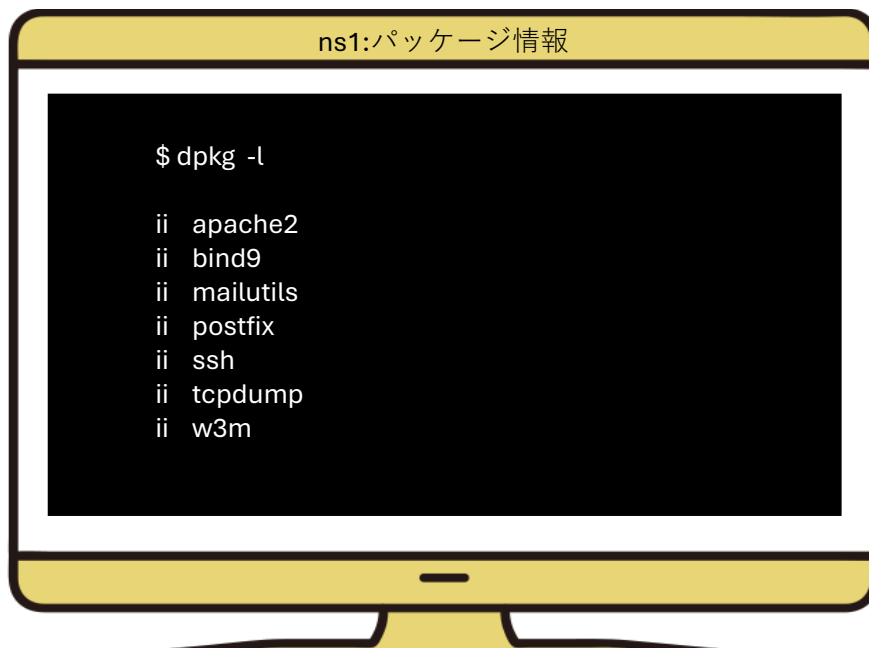 ns1:パッケージ情報
$ dpkg -l
ii apache2
ii bind9
ii mailutils
ii postfix
ii ssh
ii tcpdump
ii w3m